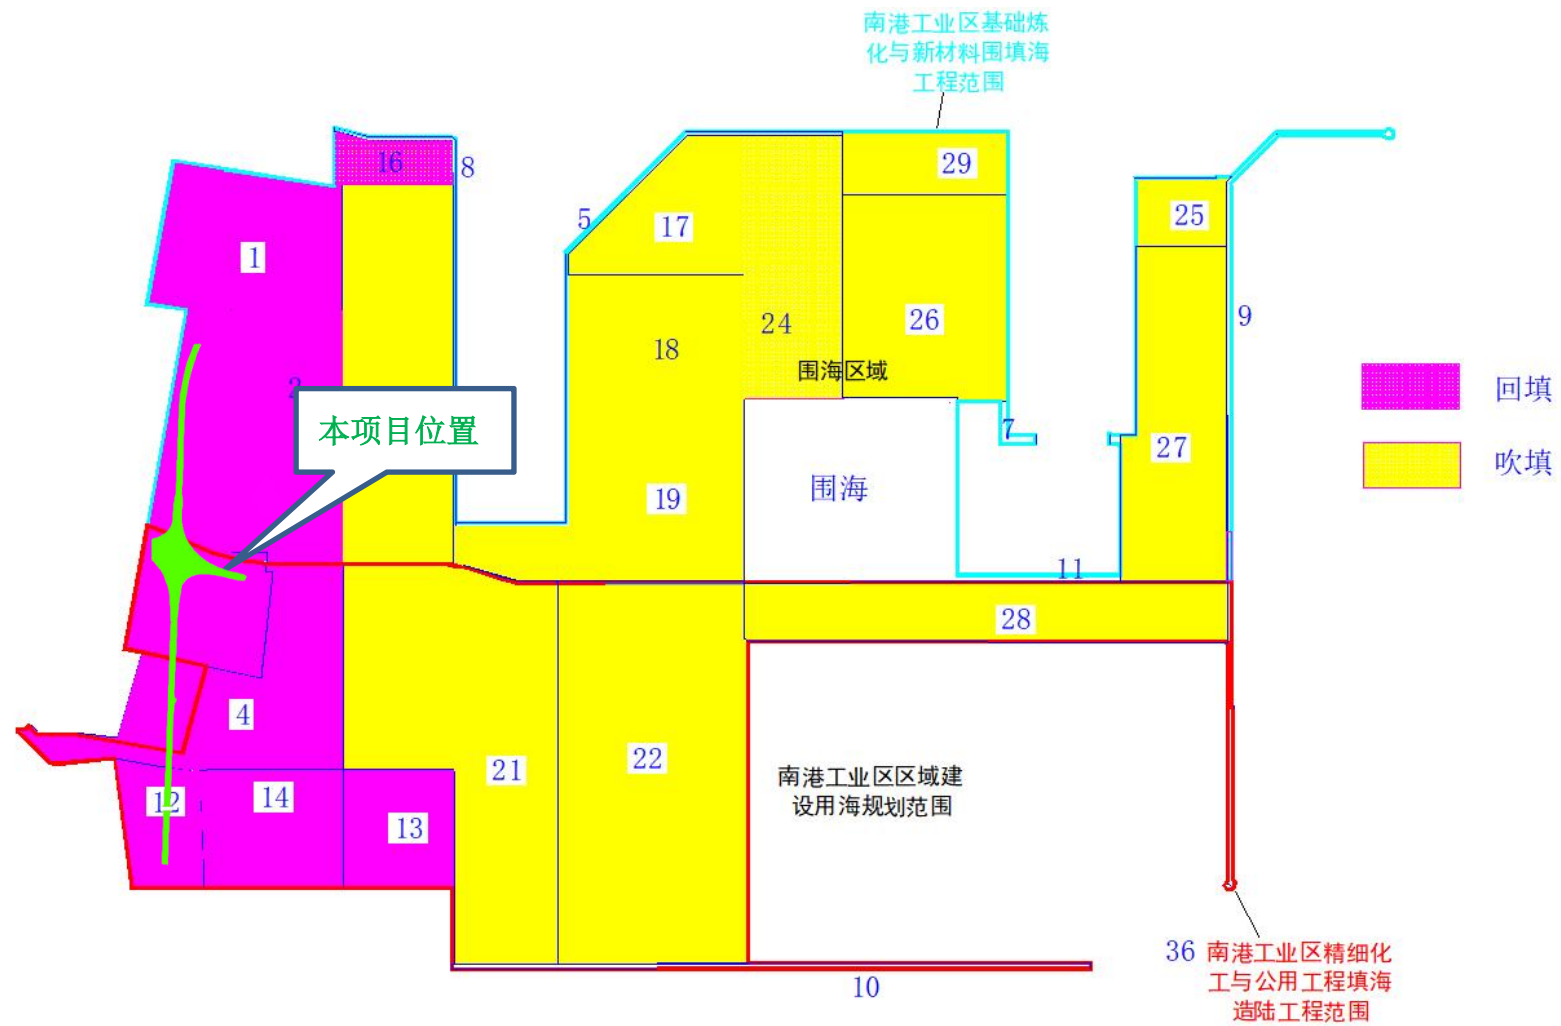 南港工业区基础炼
化与新材料围填海
工程范围
16
8
29
5
17
25
1
24
26
9
18
围海区域
2
回填
本项目位置
7
27
吹填
19
围海
11
28
4
21
22
南港工业区区域建
设用海规划范围
12
14
13
36
南港工业区精细化
工与公用工程填海
造陆工程范围
10